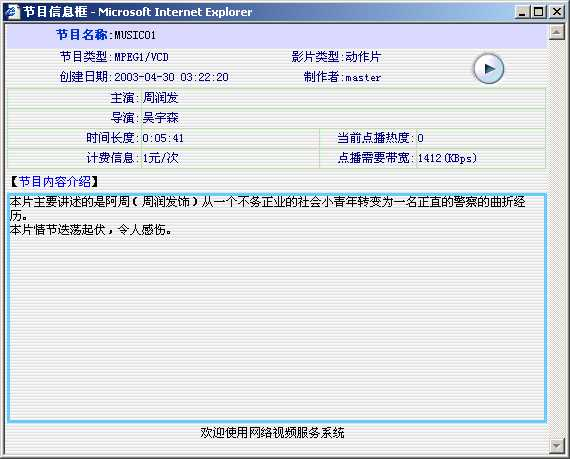 节目信息框 - Microsoft Internet Explorer
节目名称:MUSIC01
节目类型:MPEG1/VCD 影片类型:动作片
创建日期:2003-04-30 03:22:20 制作者:master
主演:周润发
导演:吴宇森
时间长度:0:05:41 当前点播热度:0
计费信息:1元/次 点播需要带宽:1412(KBps)
【节目内容介绍】
本片主要讲述的是阿周(周润发饰)从一个不务正业的社会小青年转变为一名正直的警察的曲折经
历。
本片情节迭荡起伏,令人感伤。
欢迎使用网络视频服务系统